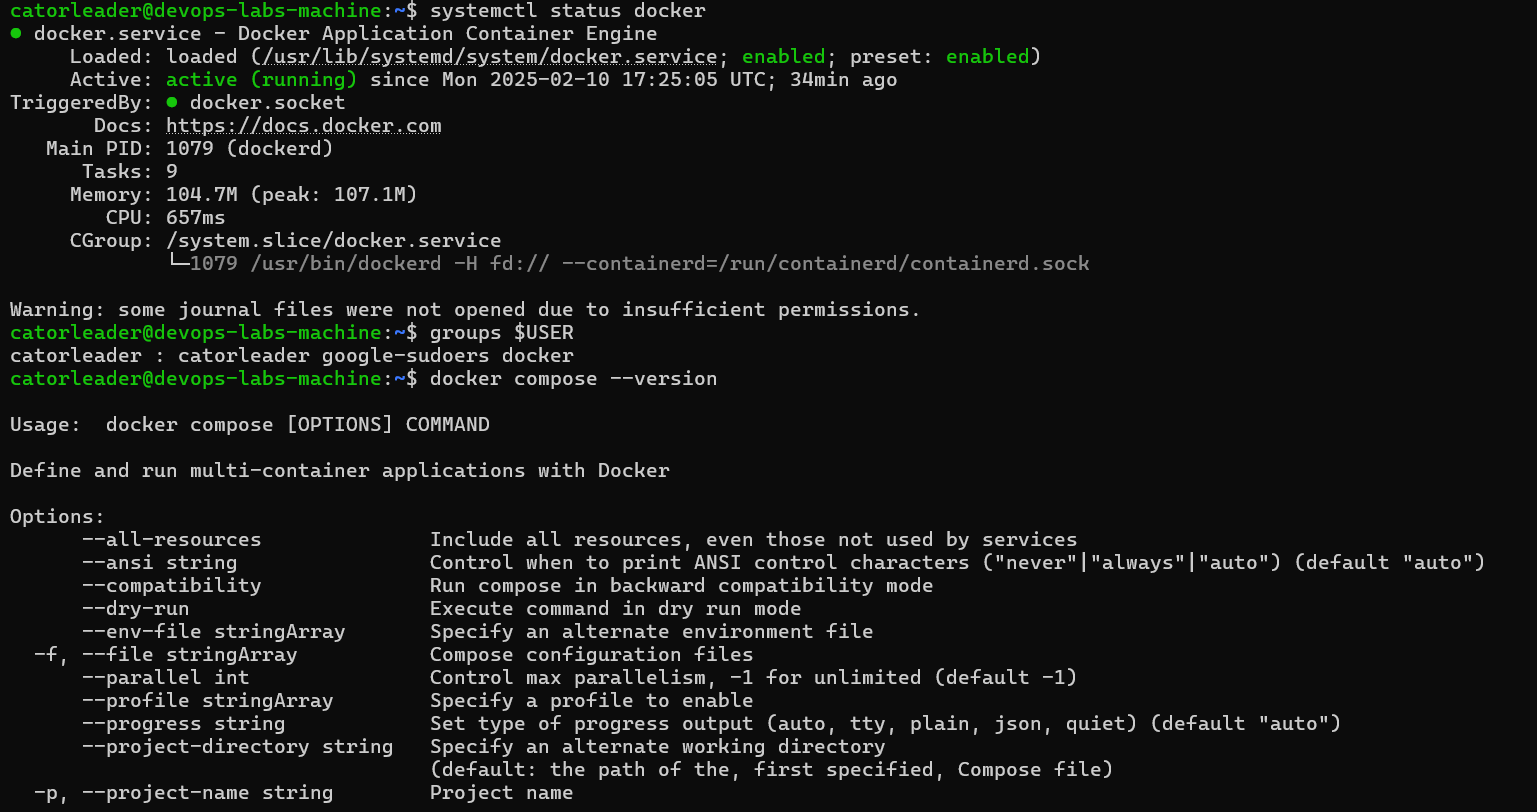 catorleader@devops-labs-machine:~$ systemctl status docker
● docker.service - Docker Application Container Engine
     Loaded: loaded (/usr/lib/systemd/system/docker.service; enabled; preset: enabled)
     Active: active (running) since Mon 2025-02-10 17:25:05 UTC; 34min ago
TriggeredBy: ● docker.socket
       Docs: https://docs.docker.com
   Main PID: 1079 (dockerd)
      Tasks: 9
     Memory: 104.7M (peak: 107.1M)
        CPU: 657ms
     CGroup: /system.slice/docker.service
             └─1079 /usr/bin/dockerd -H fd:// --containerd=/run/containerd/containerd.sock

Warning: some journal files were not opened due to insufficient permissions.
catorleader@devops-labs-machine:~$ groups $USER
catorleader : catorleader google-sudoers docker
catorleader@devops-labs-machine:~$ docker compose --version

Usage:  docker compose [OPTIONS] COMMAND

Define and run multi-container applications with Docker

Options:
      --all-resources              Include all resources, even those not used by services
      --ansi string                Control when to print ANSI control characters ("never"|"always"|"auto") (default "auto")
      --compatibility              Run compose in backward compatibility mode
      --dry-run                    Execute command in dry run mode
      --env-file stringArray       Specify an alternate environment file
  -f, --file stringArray           Compose configuration files
      --parallel int               Control max parallelism, -1 for unlimited (default -1)
      --profile stringArray        Specify a profile to enable
      --progress string            Set type of progress output (auto, tty, plain, json, quiet) (default "auto")
      --project-directory string   Specify an alternate working directory
                                   (default: the path of the, first specified, Compose file)
  -p, --project-name string        Project name